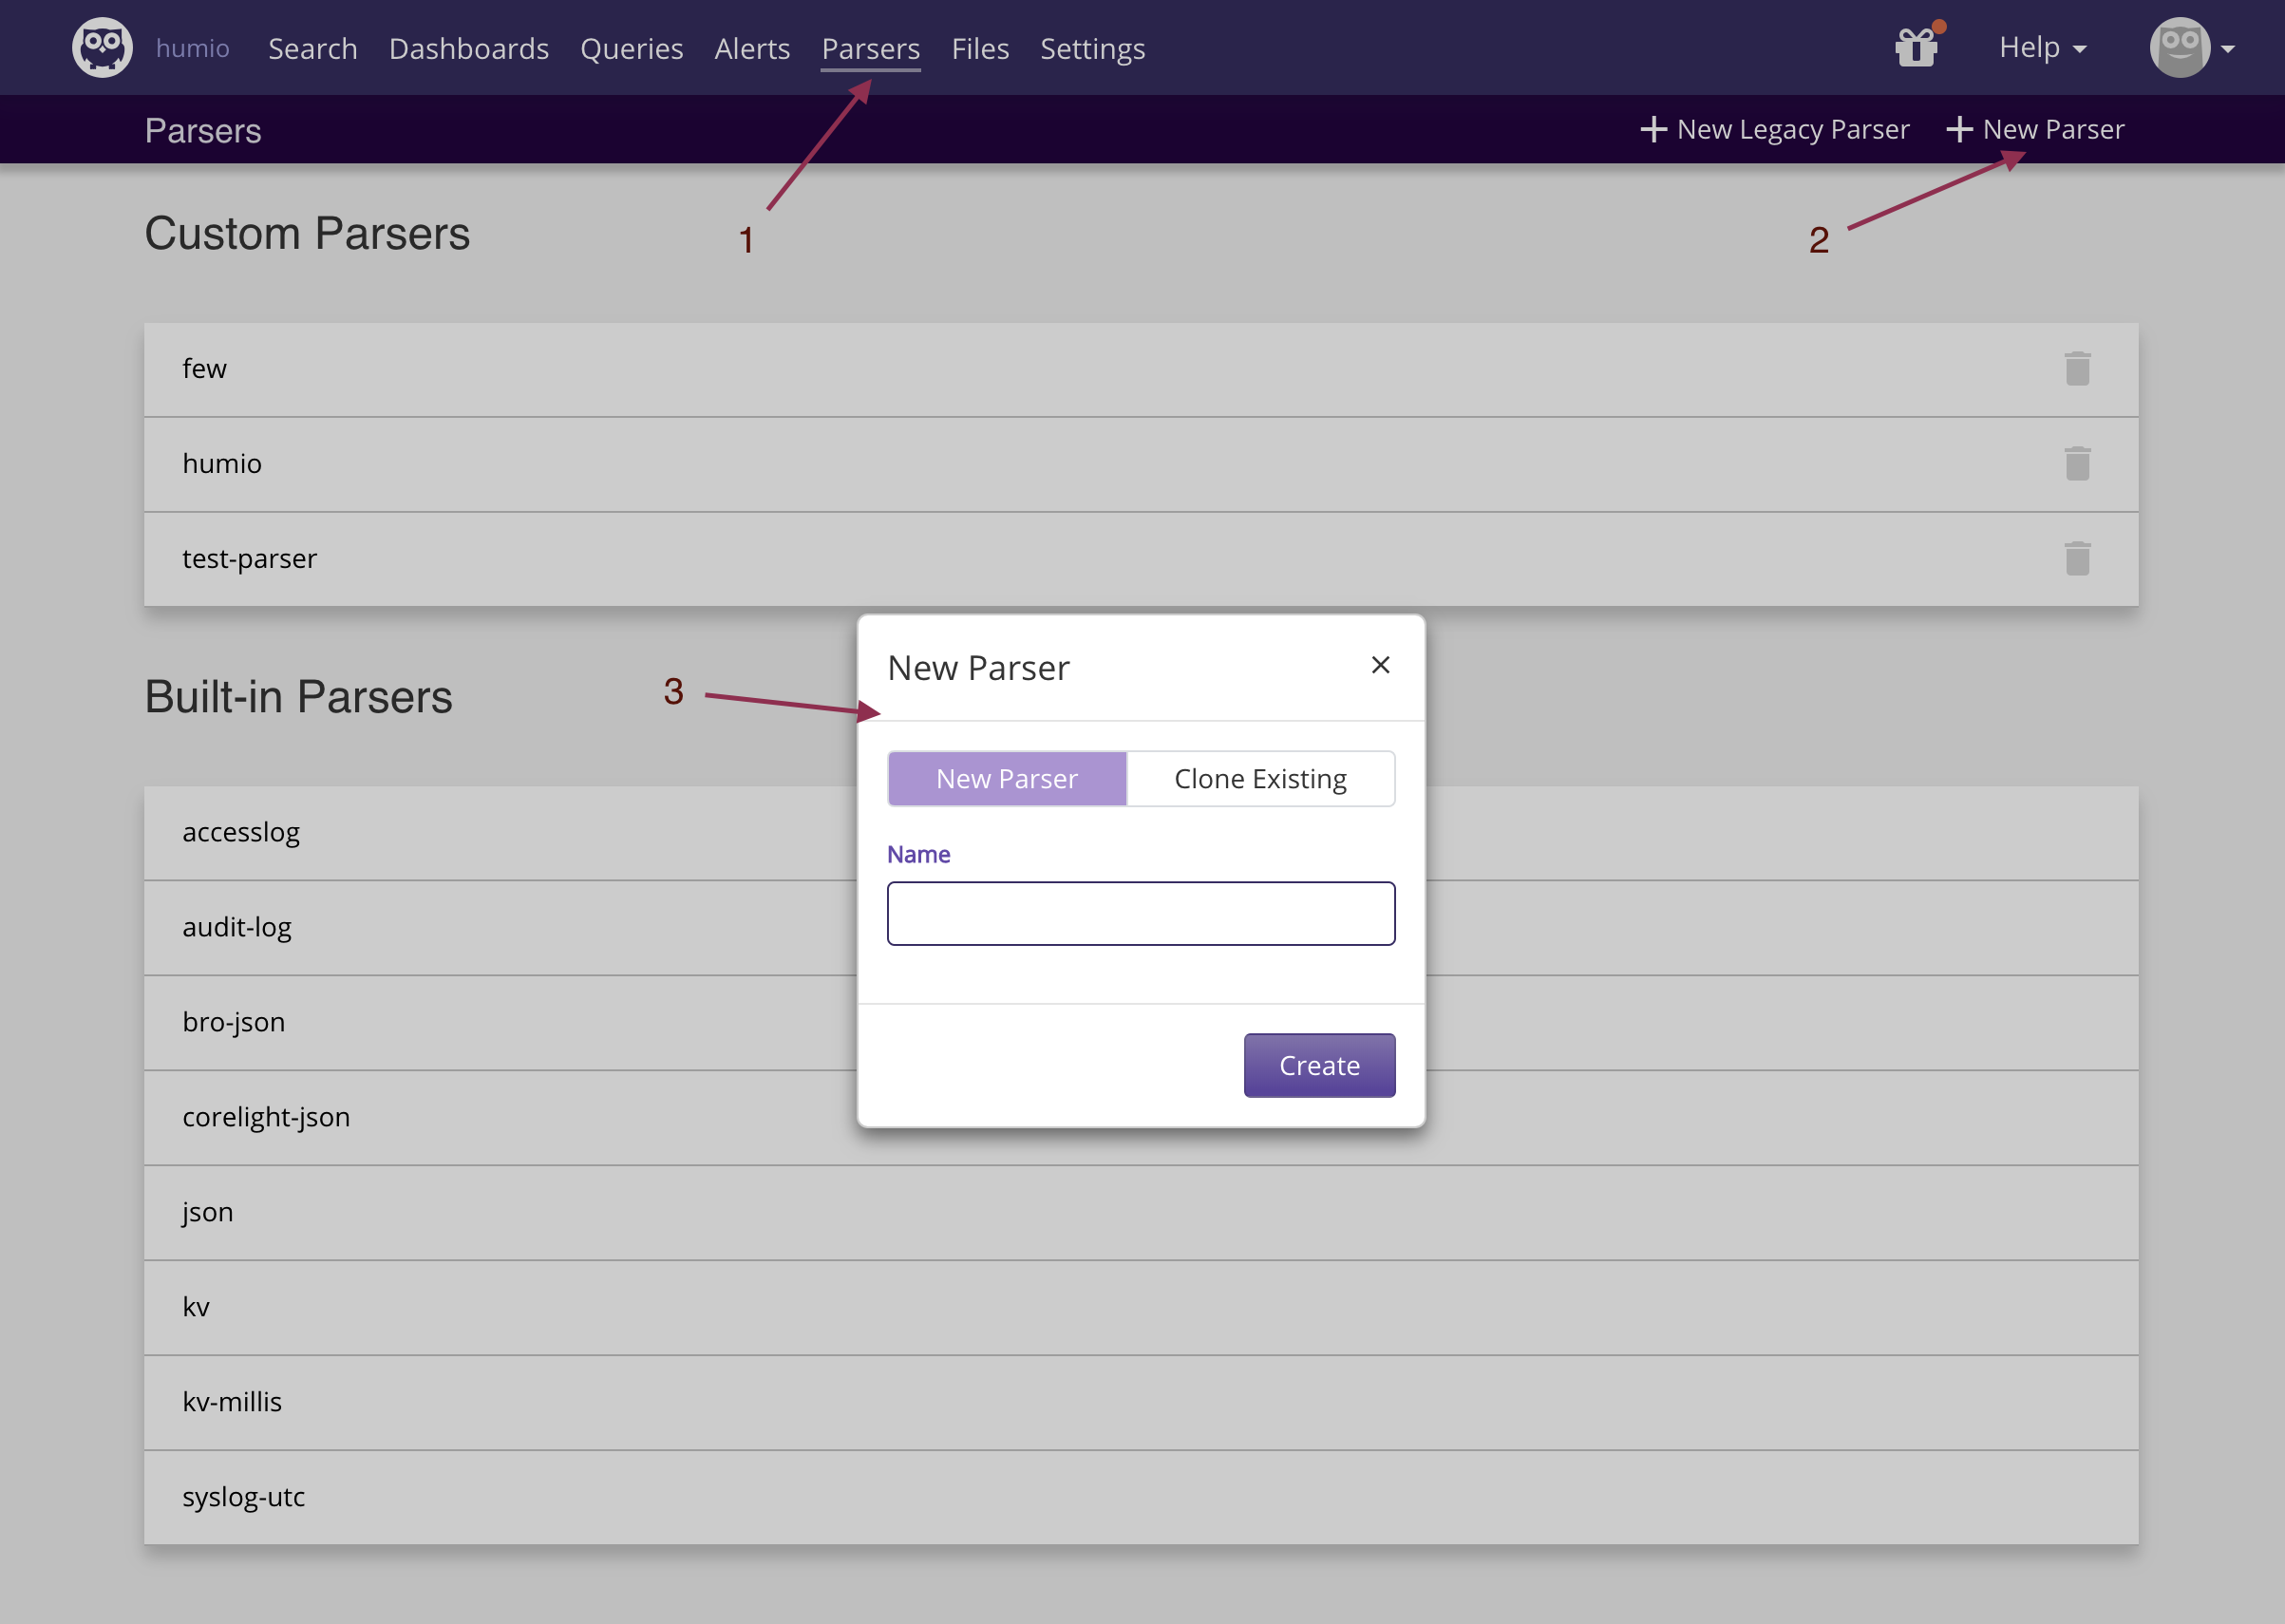 humio Search Dashboards Queries Alerts Parsers Files Settings Help
Parsers New Legacy Parser New Parser
Custom Parsers
1
2
few
humio
test-parser
Built-in Parsers
3
New Parser
New Parser Clone Existing
Name
Create
accesslog
audit-log
bro-json
corelight-json
json
kv
kv-millis
syslog-utc